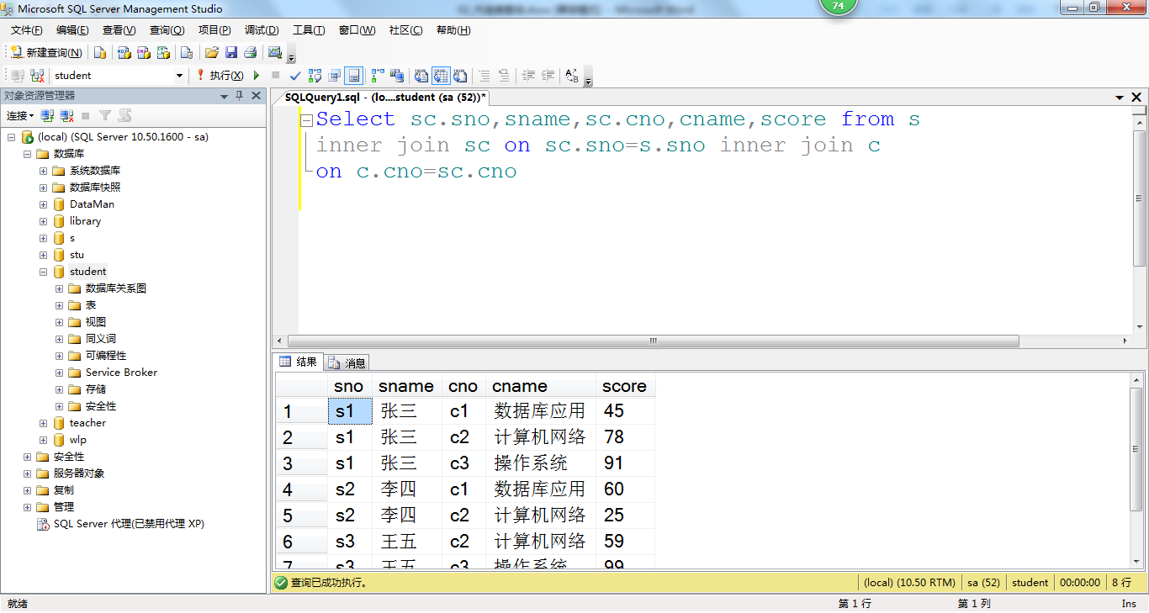 Microsoft SQL Server Management Studio
74
文件(F) 编辑(E) 查看(V) 查询(Q) 项目(P) 调试(D) 工具(T) 窗口(W) 社区(C) 帮助(H)
新建查询(N)
student 执行(X)
对象资源管理器
连接
(local) (SQL Server 10.50.1600 - sa)
数据库
系统数据库
数据库快照
DataMan
library
s
stu
student
数据库关系图
表
视图
同义词
可编程性
Service Broker
存储
安全性
teacher
wlp
安全性
服务器对象
复制
管理
SQL Server 代理(已禁用代理 XP)
SQLQuery1.sql - (lo....student (sa (52))*
Select sc.sno,sname,sc.cno,cname,score from s
inner join sc on sc.sno=s.sno inner join c
on c.cno=sc.cno
结果 消息
sno sname cno cname score
1 s1 张三 c1 数据库应用 45
2 s1 张三 c2 计算机网络 78
3 s1 张三 c3 操作系统 91
4 s2 李四 c1 数据库应用 60
5 s2 李四 c2 计算机网络 25
6 s3 王五 c2 计算机网络 59
7 s3 王五 c3 操作系统 99
查询已成功执行。 (local) (10.50 RTM) sa (52) student 00:00:00 8 行
就绪 第 1 行 第 1 列 Ins